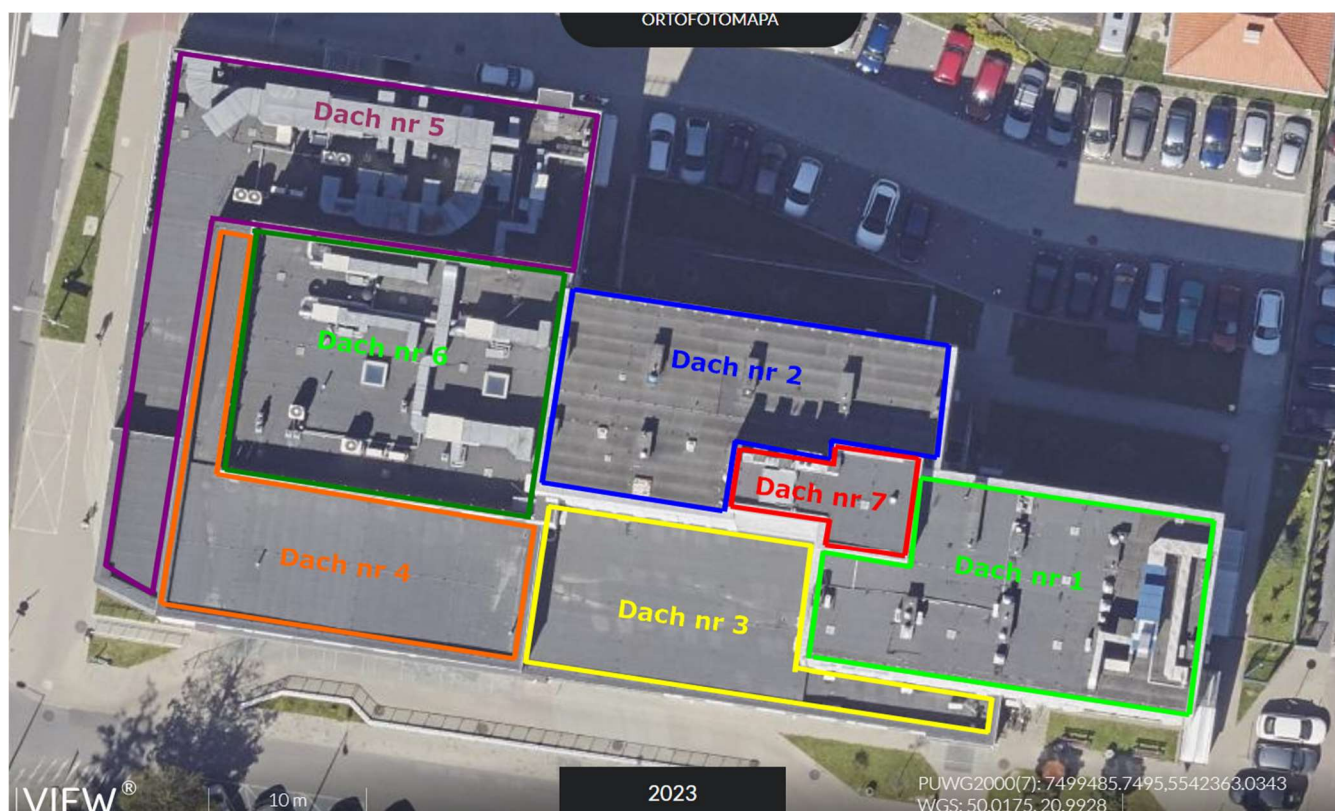 ORTOFOTOMAPA
Dach nr 5
Dach nr 6
Dach nr 2
Dach nr 7
Dach nr 1
Dach nr 4
Dach nr 3
VIEW®
10 m
2023
PUWG2000(7): 7499485.7495,5542363.0343
WGS: 50.0175, 20.9928